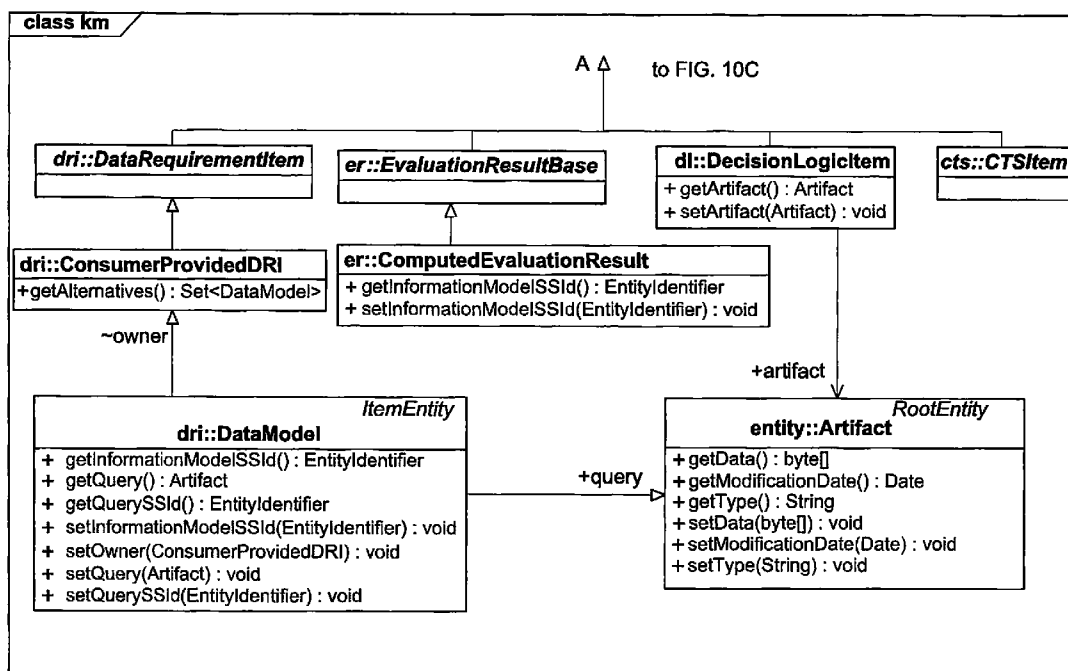 class km
A
to FIG. 10C
dri::DataRequirementItem
er::EvaluationResultBase
dl::DecisionLogicItem
+ getArtifact() : Artifact
+ setArtifact(Artifact) : void
cts::CTSItem
dri::ConsumerProvidedDRI
+getAlternatives() : Set<DataModel>
er::ComputedEvaluationResult
+ getInformationModelSSId() : EntityIdentifier
+ setInformationModelSSId(EntityIdentifier) : void
~owner
+artifact
ItemEntity
dri::DataModel
+ getInformationModelSSId() : EntityIdentifier
+ getQuery() : Artifact
+ getQuerySSId() : EntityIdentifier
+ setInformationModelSSId(EntityIdentifier) : void
+ setOwner(ConsumerProvidedDRI) : void
+ setQuery(Artifact) : void
+ setQuerySSId(EntityIdentifier) : void
+query
RootEntity
entity::Artifact
+ getData() : byte[]
+ getModificationDate() : Date
+ getType() : String
+ setData(byte[]) : void
+ setModificationDate(Date) : void
+ setType(String) : void